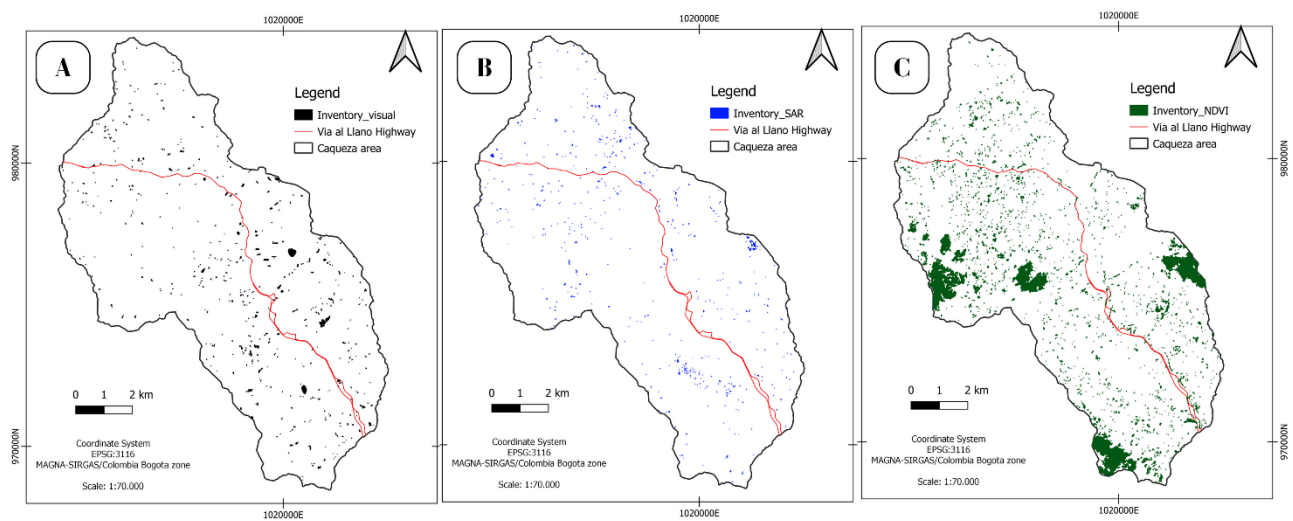 1020000E
A
Legend
Inventory_visual
Via al Llano Highway
Caqueza area
980000N
0 1 2 km
970000N
Coordinate System
EPSG:3116
MAGNA-SIRGAS/Colombia Bogota zone
Scale: 1:70.000
1020000E
B
Legend
Inventory_SAR
Via al Llano Highway
Caqueza area
0 1 2 km
Coordinate System
EPSG:3116
MAGNA-SIRGAS/Colombia Bogota zone
Scale: 1:70.000
1020000E
1020000E
C
Legend
Inventory_NDVI
Via al Llano Highway
Caqueza area
980000N
0 1 2 km
970000N
Coordinate System
EPSG:3116
MAGNA-SIRGAS/Colombia Bogota zone
Scale: 1:70.000
1020000E